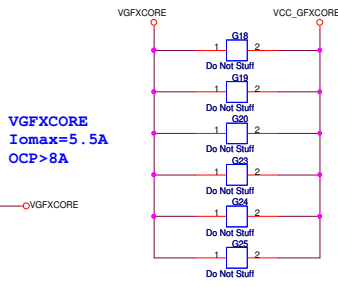 VGFXCORE
VCC_GFXCORE
G18
1 2
Do Not Stuff
G19
1 2
Do Not Stuff
G20
1 2
Do Not Stuff
VGFXCORE
Iomax=5.5A
OCP>8A
G23
1 2
Do Not Stuff
G24
1 2
Do Not Stuff
VGFXCORE
G25
1 2
Do Not Stuff